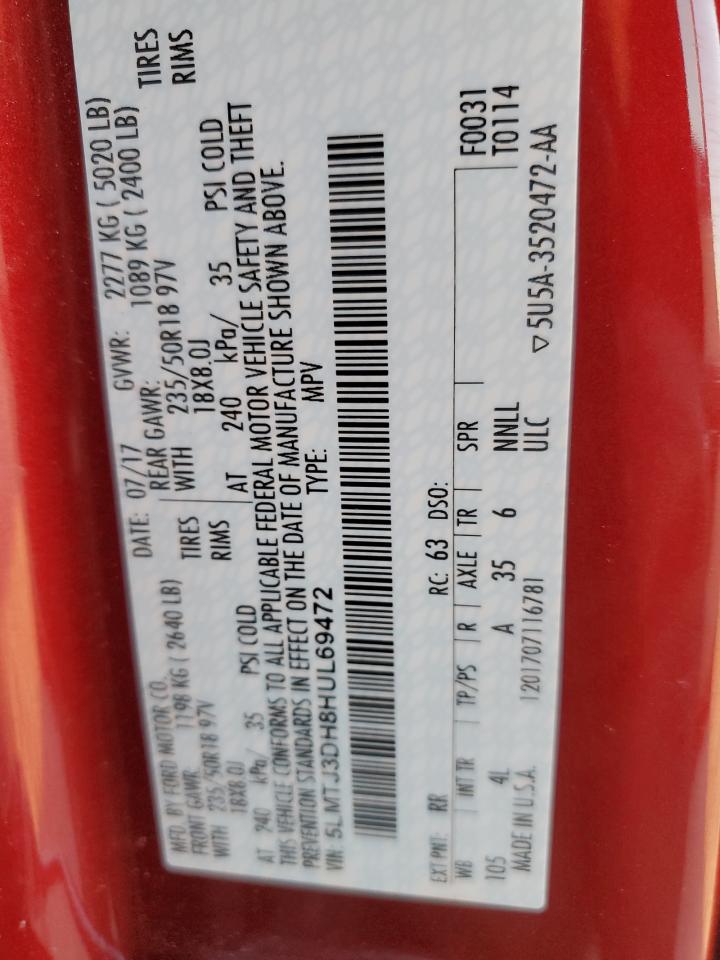 MFD. BY FORD MOTOR CO. DATE: 07/17 GVWR: 2277 KG ( 5020 LB)
FRONT GAWR: 1198 KG ( 2640 LB) REAR GAWR: 1089 KG ( 2400 LB)
WITH 235/50R18 97V TIRES WITH 235/50R18 97V TIRES
18X8.0J RIMS 18X8.0J RIMS
AT 240 kPa/ 35 PSI COLD AT 240 kPa/ 35 PSI COLD
THIS VEHICLE CONFORMS TO ALL APPLICABLE FEDERAL MOTOR VEHICLE SAFETY AND THEFT
PREVENTION STANDARDS IN EFFECT ON THE DATE OF MANUFACTURE SHOWN ABOVE.
VIN: 5LMTJ3DH8HUL69472 TYPE: MPV
EXT PNT: RR RC: 63 DSO: F0031
WB INT TR TP/PS R AXLE TR SPR T0114
105 4L A 35 6 NNLL
MADE IN U.S.A. 1201707116781 ULC ▽5U5A-3520472-AA